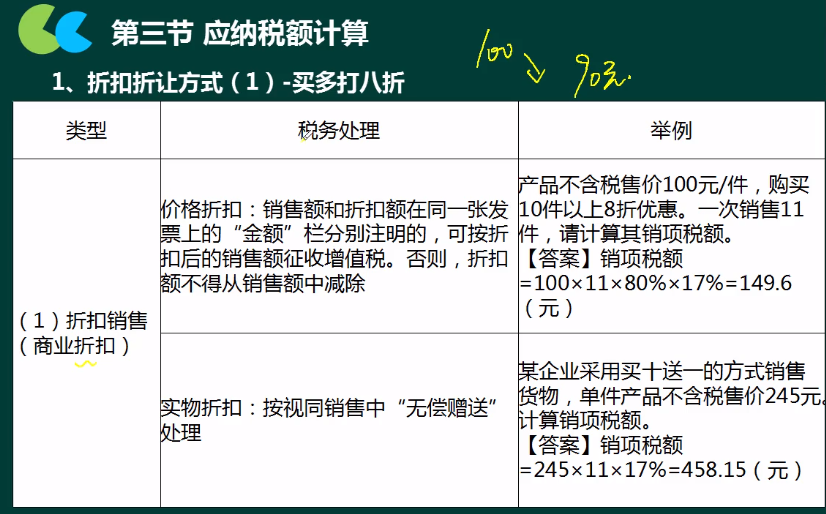 第三节 应纳税额计算
100
90元.
1、折扣折让方式（1）-买多打八折
类型
税务处理
举例
（1）折扣销售
（商业折扣）
价格折扣：销售额和折扣额在同一张发
票上的“金额”栏分别注明的，可按折
扣后的销售额征收增值税。否则，折扣
额不得从销售额中减除
产品不含税售价100元/件，购买
10件以上8折优惠。一次销售11
件，请计算其销项税额。
【答案】销项税额
=100×11×80%×17%=149.6
（元）
实物折扣：按视同销售中“无偿赠送”
处理
某企业采用买十送一的方式销售
货物，单件产品不含税售价245元。
计算销项税额。
【答案】销项税额
=245×11×17%=458.15（元）